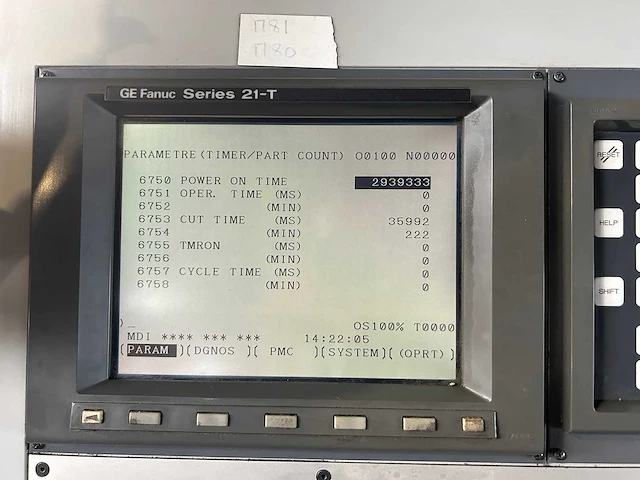 П81
П80
GE Fanuc Series 21-T
PARAMETRE(TIMER/PART COUNT) O0100 N00000
6750 POWER ON TIME 2939333
6751 OPER. TIME (MS) 0
6752 (MIN) 0
6753 CUT TIME (MS) 35992
6754 (MIN) 222
6755 TMRON (MS) 0
6756 (MIN) 0
6757 CYCLE TIME (MS) 0
6758 (MIN) 0
)_
OS100% T0000
MDI **** *** *** 14:22:05
(PARAM )(DGNOS )( PMC )(SYSTEM)( (OPRT) )
RESET
HELP
SHIFT